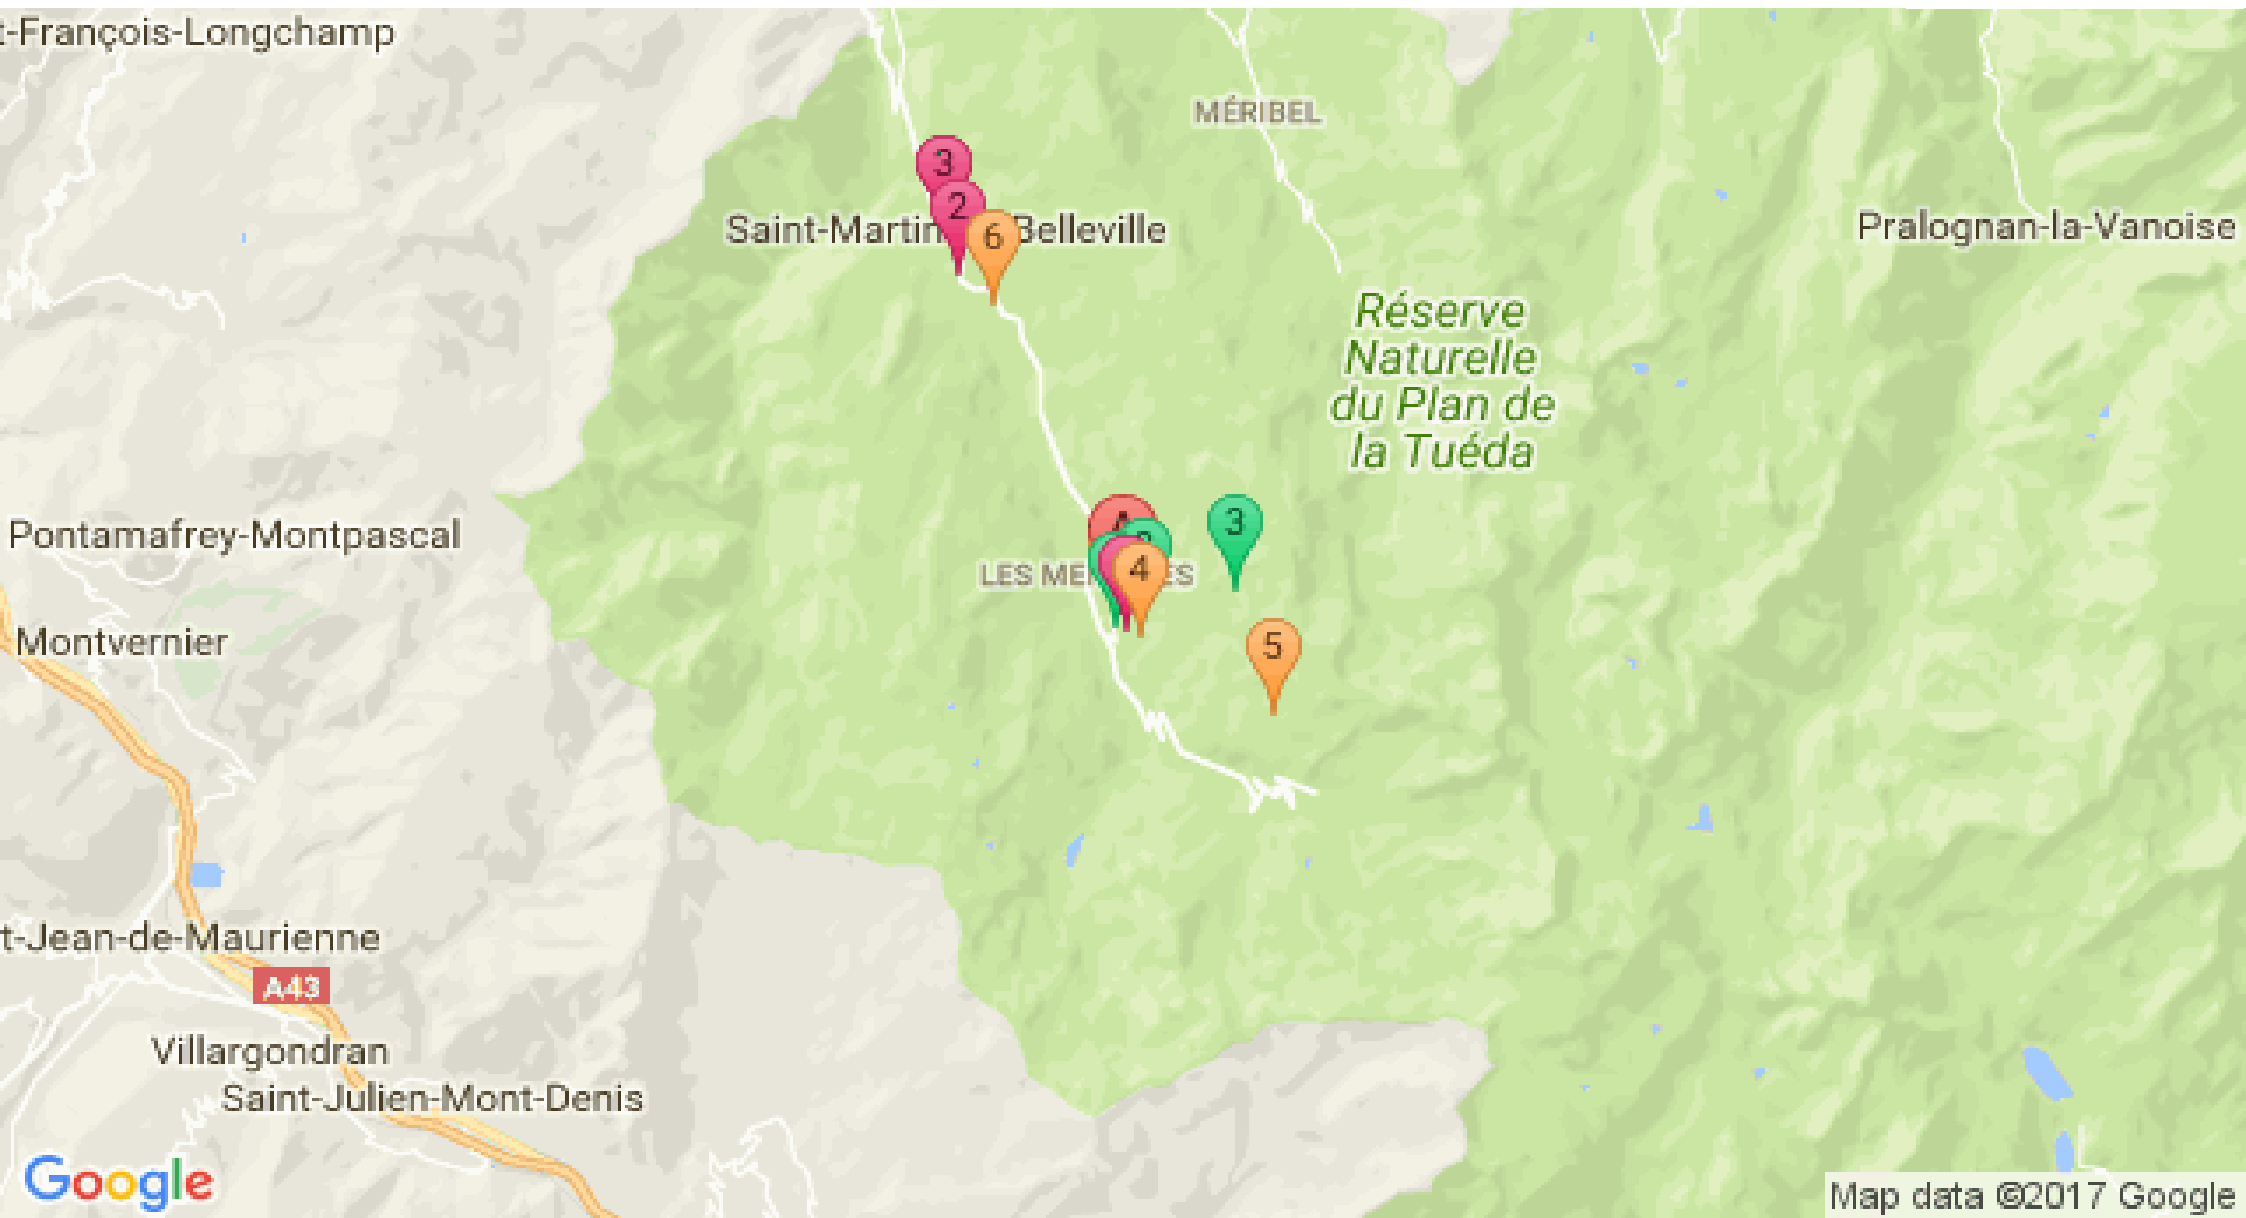 t-François-Longchamp
MÉRIBEL
3
2
Saint-Martin
6
Belleville
Pralognan-la-Vanoise
Réserve
Naturelle
du Plan de
la Tuéda
3
4
Pontamafrey-Montpascal
5
Montvernier
t-Jean-de-Maurienne
A43
Villargondran
Saint-Julien-Mont-Denis
Google
Map data ©2017 Google